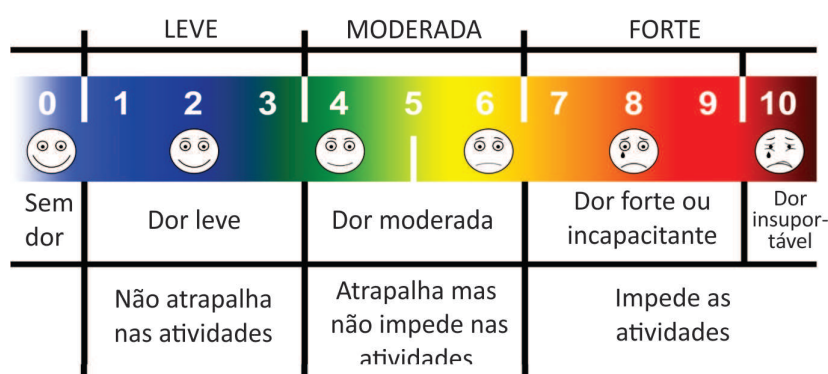 LEVE MODERADA FORTE
0 1 2 3 4 5 6 7 8 9 10
Sem
dor
Dor leve
Dor moderada
Dor forte ou
incapacitante
Dor
insupor-
tável
Não atrapalha
nas atividades
Atrapalha mas
não impede nas
atividades
Impede as
atividades